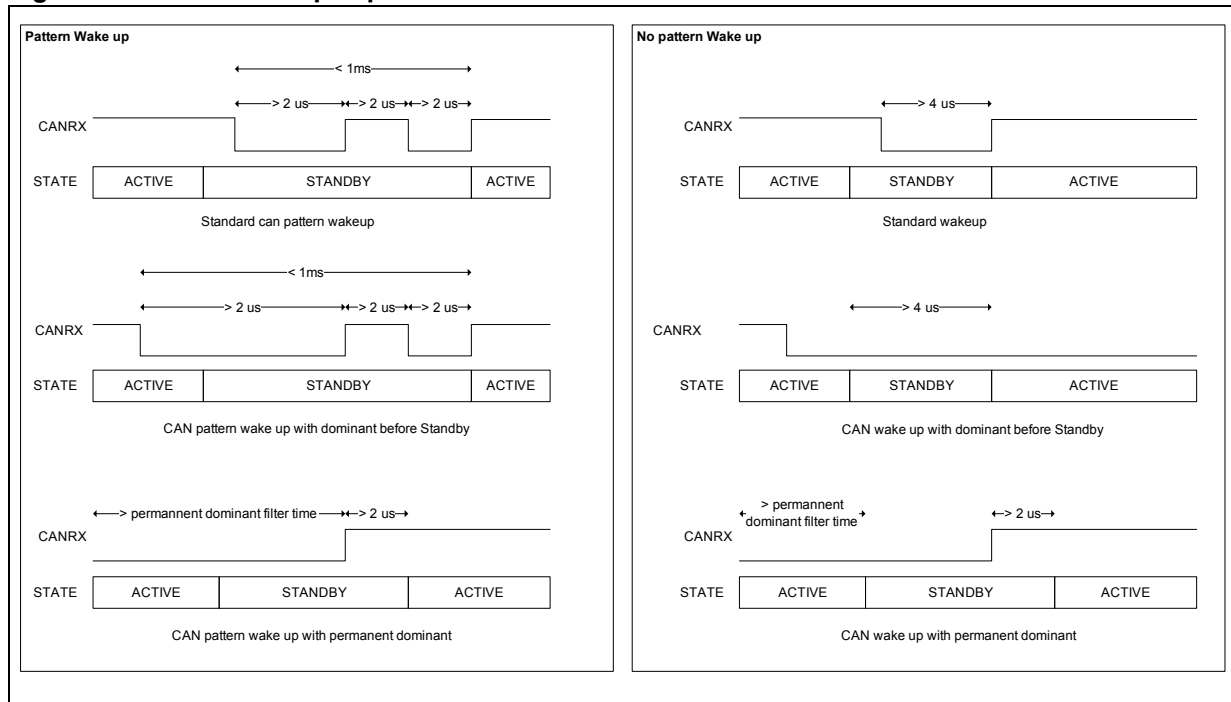 Pattern Wake up
< 1ms
> 2 us
> 2 us
> 2 us
CANRX
STATE
ACTIVE
STANDBY
ACTIVE
Standard can pattern wakeup
< 1ms
> 2 us
> 2 us
> 2 us
CANRX
STATE
ACTIVE
STANDBY
ACTIVE
CAN pattern wake up with dominant before Standby
> permannent dominant filter time
> 2 us
CANRX
STATE
ACTIVE
STANDBY
ACTIVE
CAN pattern wake up with permanent dominant
No pattern Wake up
> 4 us
CANRX
STATE
ACTIVE
STANDBY
ACTIVE
Standard wakeup
> 4 us
CANRX
STATE
ACTIVE
STANDBY
ACTIVE
CAN wake up with dominant before Standby
> permannent
dominant filter time
> 2 us
CANRX
STATE
ACTIVE
STANDBY
ACTIVE
CAN wake up with permanent dominant